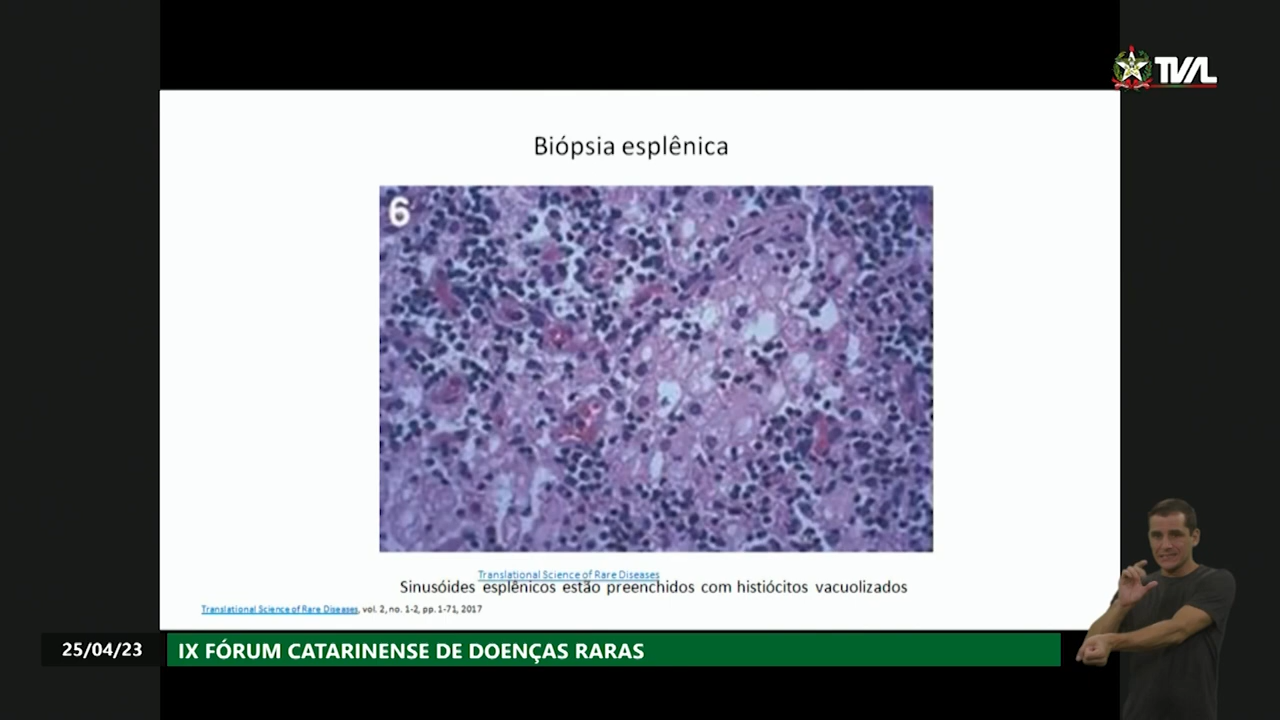 TVAL
Biópsia esplênica
6
Translational Science of Rare Diseases
Sinusóides esplênicos estão preenchidos com histiócitos vacuolizados
Translational Science of Rare Diseases, vol. 2, no. 1-2, pp. 1-71, 2017
25/04/23
IX FÓRUM CATARINENSE DE DOENÇAS RARAS